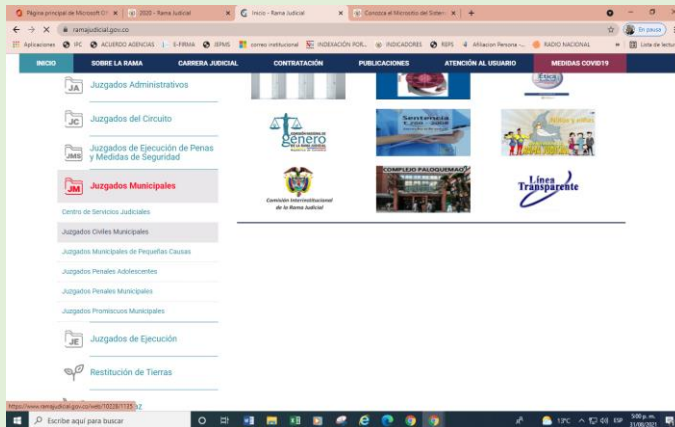 Página principal de Microsoft O
2020 - Rama Judicial
Inicio - Rama Judicial
Conozca el Micrositio del Sistem
ramajudicial.gov.co
En pausa
Aplicaciones
IPC
ACUERDO AGENCIAS
E-FIRMA
JEPMS
correo institucional
INDEXACIÓN POR...
INDICADORES
REPS
Afiliacion Persona -...
RADIO NACIONAL
»
Lista de lectura
INICIO
SOBRE LA RAMA
CARRERA JUDICIAL
CONTRATACIÓN
PUBLICACIONES
ATENCIÓN AL USUARIO
MEDIDAS COVID19
JA
Juzgados Administrativos
JC
Juzgados del Circuito
JMS
Juzgados de Ejecución de Penas
y Medidas de Seguridad
JM
Juzgados Municipales
Centro de Servicios Judiciales
Juzgados Civiles Municipales
Juzgados Municipales de Pequeñas Causas
Juzgados Penales Adolescentes
Juzgados Penales Municipales
Juzgados Promiscuos Municipales
JE
Juzgados de Ejecución
Restitución de Tierras
az
Ética
género
Sentencia
Niñas y niños
Comisión Interinstitucional
de la Rama Judicial
COMPLEJO PALOQUEMAO
Línea
Transparente
https://www.ramajudicial.gov.co/web/10228/1135
Escribe aquí para buscar
17°C
ESP
5:00 p. m.
31/08/2021